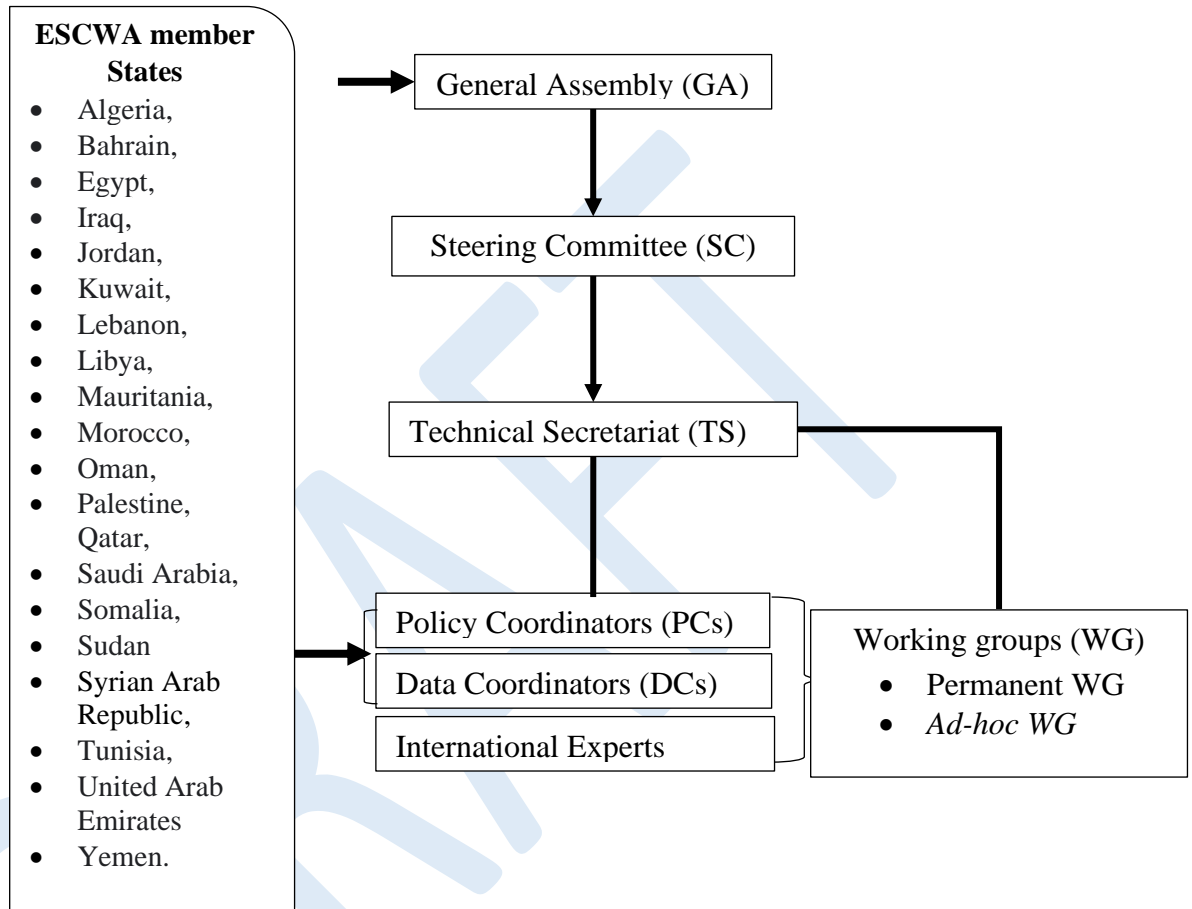 ESCWA member
States
• Algeria,
• Bahrain,
• Egypt,
• Iraq,
• Jordan,
• Kuwait,
• Lebanon,
• Libya,
• Mauritania,
• Morocco,
• Oman,
• Palestine,
Qatar,
• Saudi Arabia,
• Somalia,
• Sudan
• Syrian Arab
Republic,
• Tunisia,
• United Arab
Emirates
• Yemen.
General Assembly (GA)
Steering Committee (SC)
Technical Secretariat (TS)
Policy Coordinators (PCs)
Data Coordinators (DCs)
International Experts
Working groups (WG)
• Permanent WG
• Ad-hoc WG
DRAFT